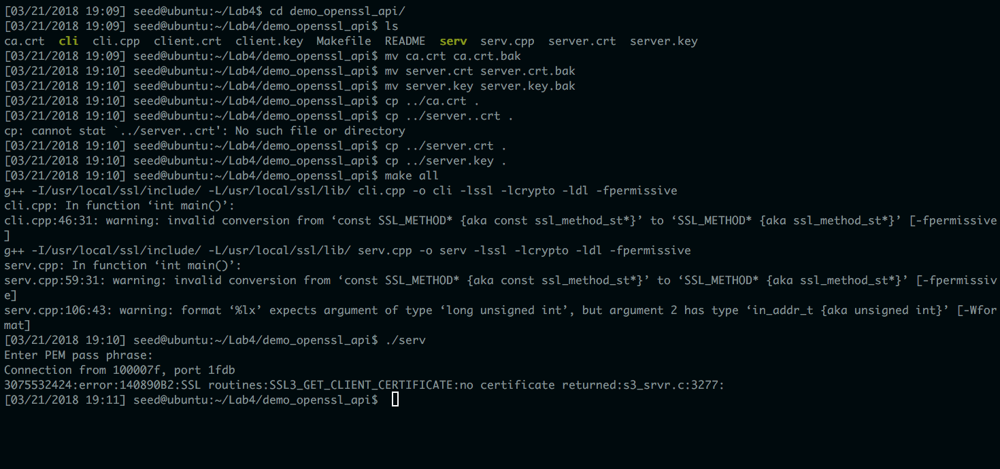 [03/21/2018 19:09] seed@ubuntu:~/Lab4$ cd demo_openssl_api/
[03/21/2018 19:09] seed@ubuntu:~/Lab4/demo_openssl_api$ ls
ca.crt  cli  cli.cpp  client.crt  client.key  Makefile  README  serv  serv.cpp  server.crt  server.key
[03/21/2018 19:09] seed@ubuntu:~/Lab4/demo_openssl_api$ mv ca.crt ca.crt.bak
[03/21/2018 19:10] seed@ubuntu:~/Lab4/demo_openssl_api$ mv server.crt server.crt.bak
[03/21/2018 19:10] seed@ubuntu:~/Lab4/demo_openssl_api$ mv server.key server.key.bak
[03/21/2018 19:10] seed@ubuntu:~/Lab4/demo_openssl_api$ cp ../ca.crt .
[03/21/2018 19:10] seed@ubuntu:~/Lab4/demo_openssl_api$ cp ../server..crt .
cp: cannot stat `../server..crt': No such file or directory
[03/21/2018 19:10] seed@ubuntu:~/Lab4/demo_openssl_api$ cp ../server.crt .
[03/21/2018 19:10] seed@ubuntu:~/Lab4/demo_openssl_api$ cp ../server.key .
[03/21/2018 19:10] seed@ubuntu:~/Lab4/demo_openssl_api$ make all
g++ -I/usr/local/ssl/include/ -L/usr/local/ssl/lib/ cli.cpp -o cli -lssl -lcrypto -ldl -fpermissive
cli.cpp: In function ‘int main()’:
cli.cpp:46:31: warning: invalid conversion from ‘const SSL_METHOD* {aka const ssl_method_st*}’ to ‘SSL_METHOD* {aka ssl_method_st*}’ [-fpermissive
]
g++ -I/usr/local/ssl/include/ -L/usr/local/ssl/lib/ serv.cpp -o serv -lssl -lcrypto -ldl -fpermissive
serv.cpp: In function ‘int main()’:
serv.cpp:59:31: warning: invalid conversion from ‘const SSL_METHOD* {aka const ssl_method_st*}’ to ‘SSL_METHOD* {aka ssl_method_st*}’ [-fpermissiv
e]
serv.cpp:106:43: warning: format ‘%lx’ expects argument of type ‘long unsigned int’, but argument 2 has type ‘in_addr_t {aka unsigned int}’ [-Wfor
mat]
[03/21/2018 19:10] seed@ubuntu:~/Lab4/demo_openssl_api$ ./serv
Enter PEM pass phrase:
Connection from 100007f, port 1fdb
3075532424:error:140890B2:SSL routines:SSL3_GET_CLIENT_CERTIFICATE:no certificate returned:s3_srvr.c:3277:
[03/21/2018 19:11] seed@ubuntu:~/Lab4/demo_openssl_api$